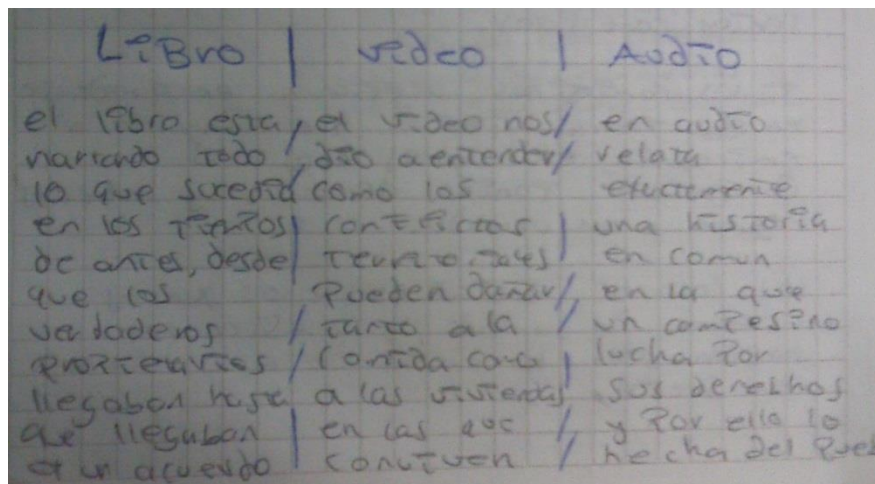 LiBro | video | AUdio
el libro esta, el video nos / en audio
narrando todo, dio a entender / relata
lo que sucedia como los efectivamente
en los tiempos | conflictos | una historia
de antes, desde | territoriales | en comun
que los pueden dañar /, en la que
verdaderos / tanto a la / un campesino
propietarios / comida como | lucha por
llegaban hasta a las viviendas sus derechos
que llegaban | en las que / y por ello lo
a un acuerdo | conviven / hecha del